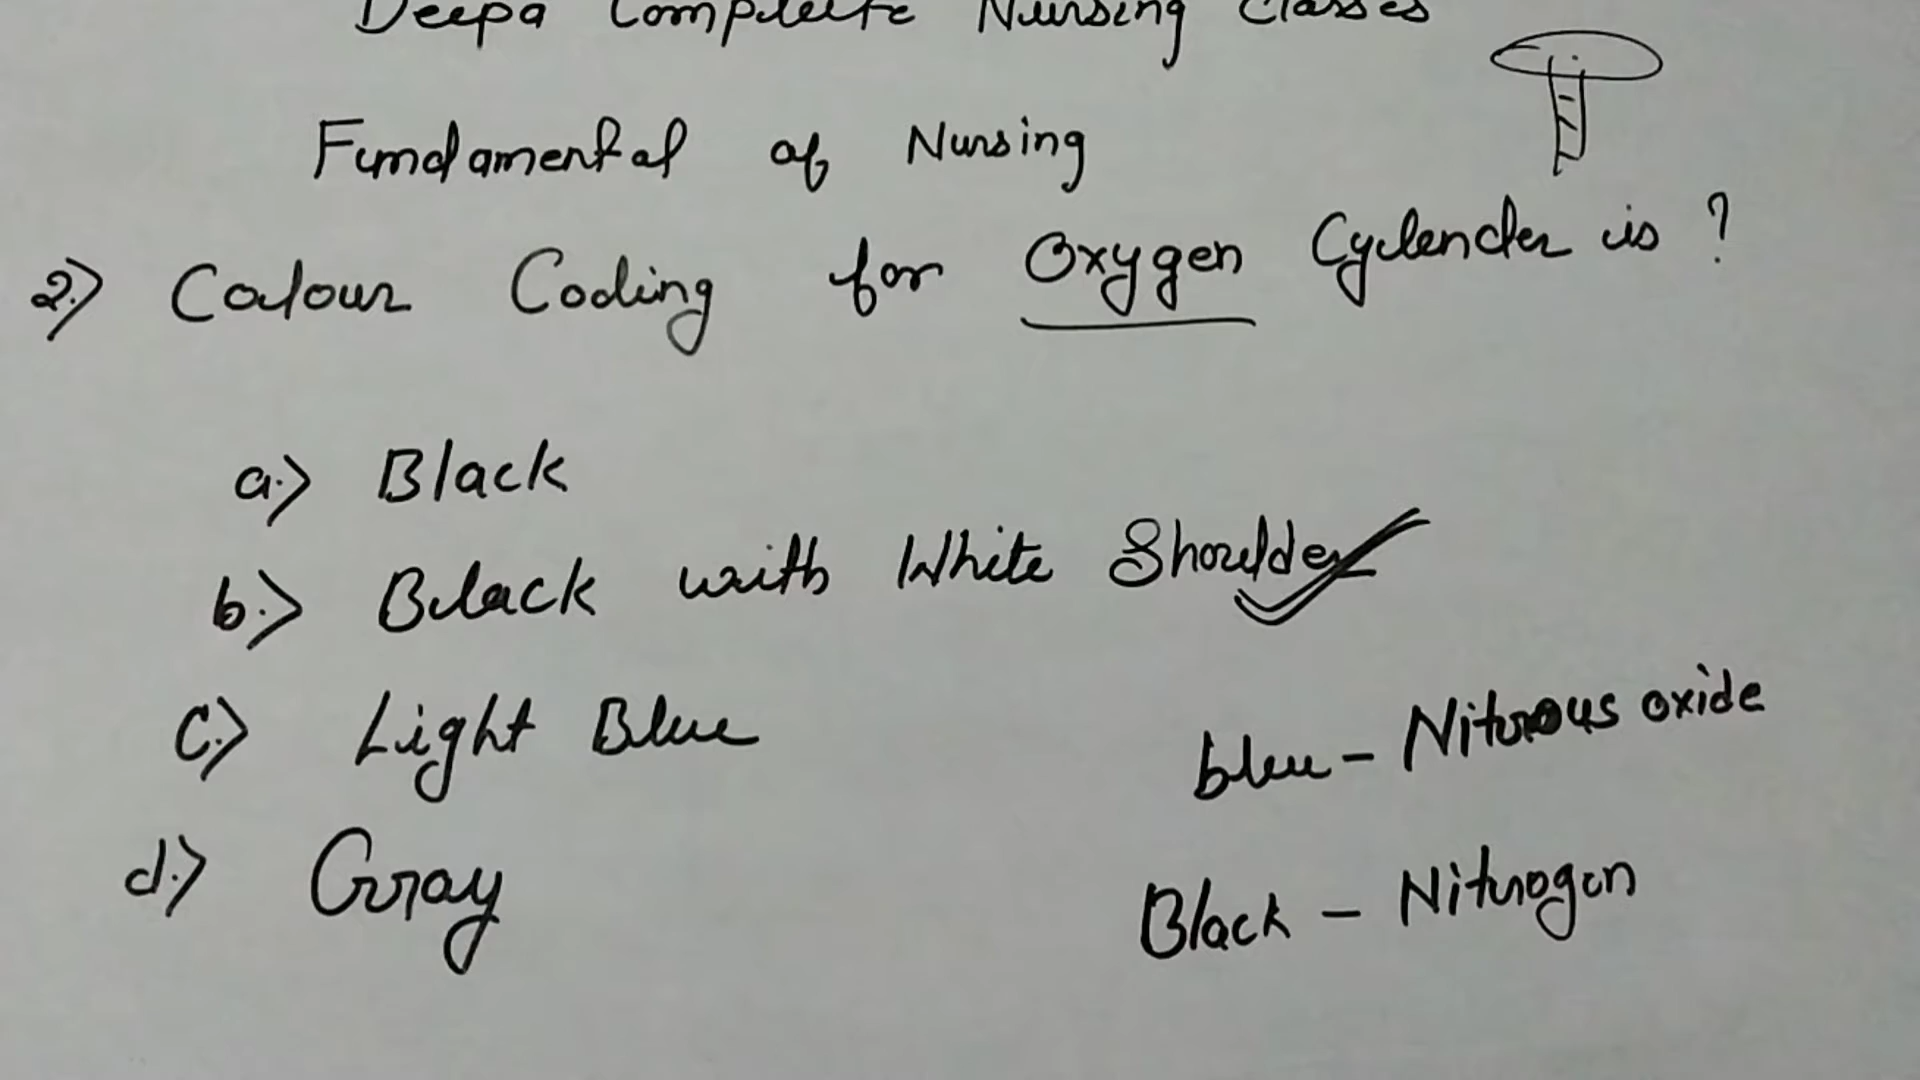 Deepa Complete Nursing Classes
Fundamental of Nursing
2.) Colour Coding for Oxygen Cylender is ?
a.) Black
b.) Black with White Shoulder
c.) Light Blue
blue - Nitrous oxide
d.) Gray
Black - Nitrogen